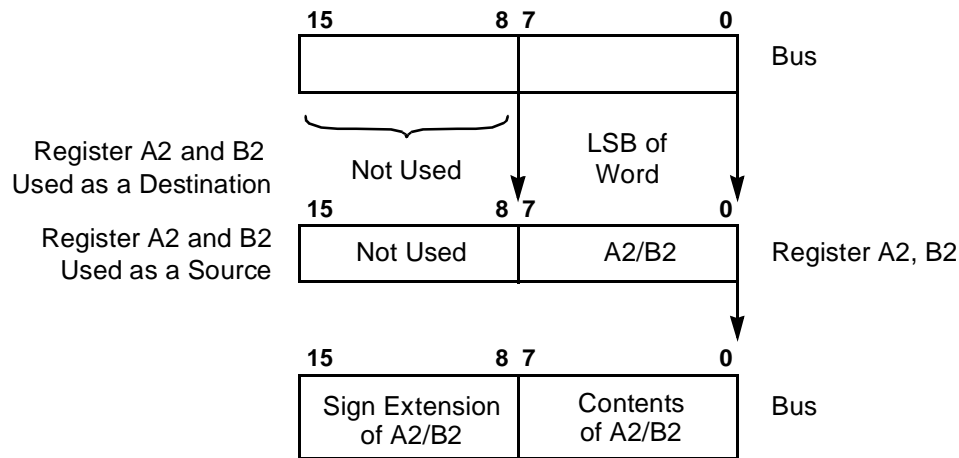 15 8 7 0
Bus
Register A2 and B2
Used as a Destination
Not Used
LSB of
Word
15 8 7 0
Register A2 and B2
Used as a Source
Not Used
A2/B2
Register A2, B2
15 8 7 0
Sign Extension
of A2/B2
Contents
of A2/B2
Bus